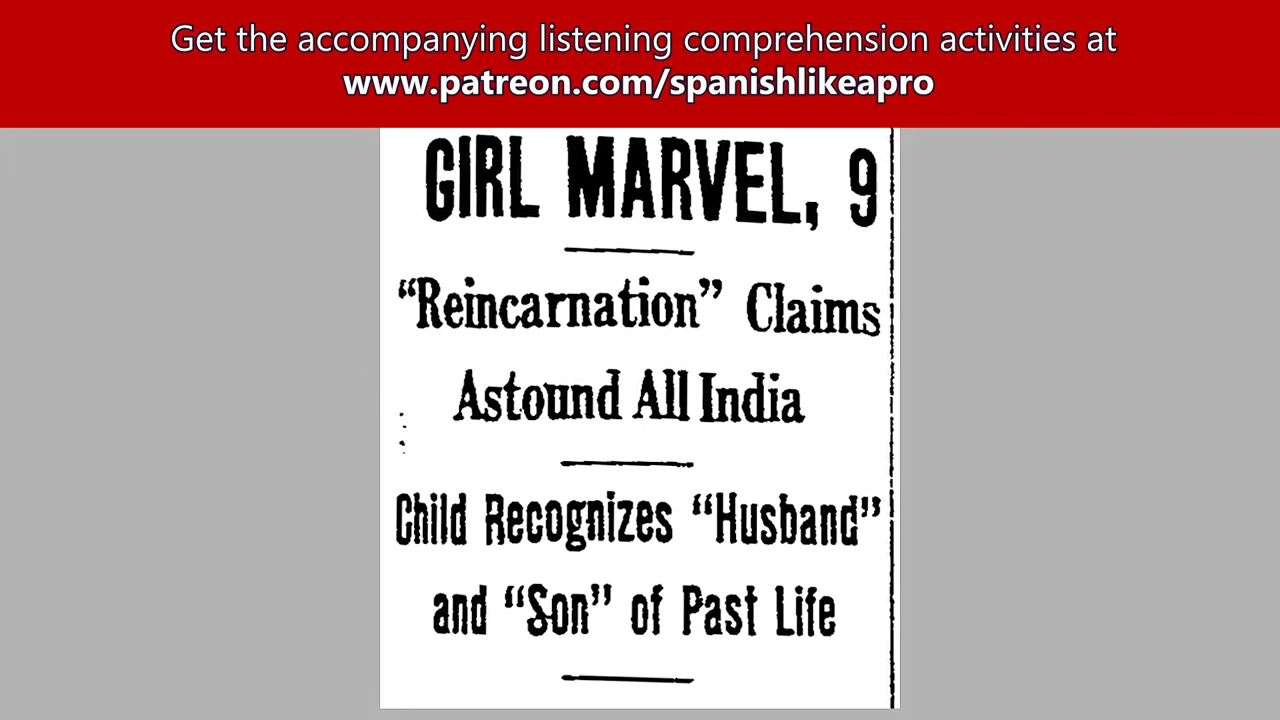 Get the accompanying listening comprehension activities at
www.patreon.com/spanishlikeapro
GIRL MARVEL, 9
“Reincarnation” Claims
Astound All India
Child Recognizes “Husband”
and “Son” of Past Life